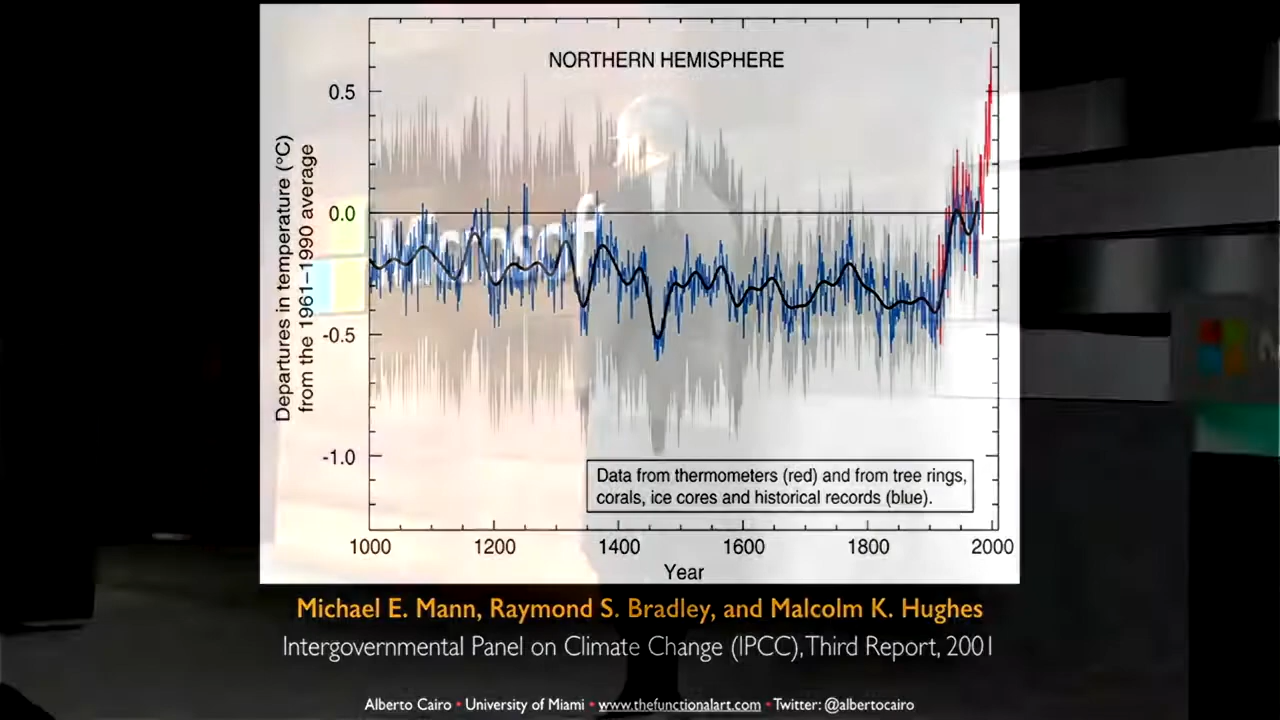 NORTHERN HEMISPHERE
0.5
0.0
-0.5
-1.0
Departures in temperature (°C)
from the 1961–1990 average
Microsoft
Data from thermometers (red) and from tree rings,
corals, ice cores and historical records (blue).
1000 1200 1400 1600 1800 2000
Year
Michael E. Mann, Raymond S. Bradley, and Malcolm K. Hughes
Intergovernmental Panel on Climate Change (IPCC), Third Report, 2001
Alberto Cairo • University of Miami • www.thefunctionalart.com • Twitter: @albertocairo